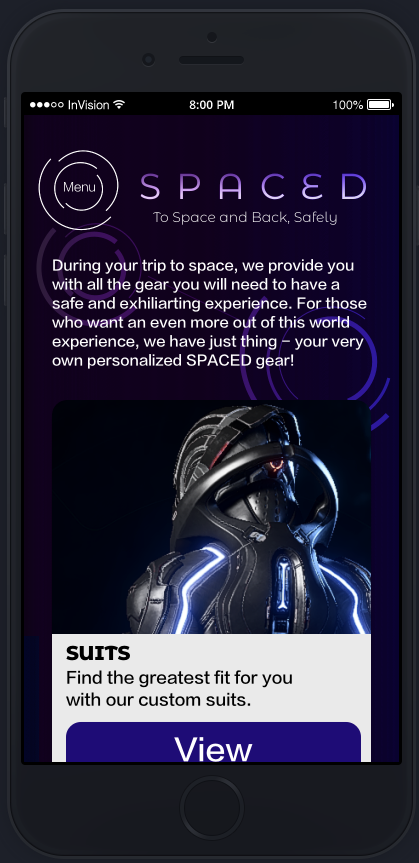 InVision
8:00 PM
100%
Menu
SPACED
To Space and Back, Safely
During your trip to space, we provide you
with all the gear you will need to have a
safe and exhiliarting experience. For those
who want an even more out of this world
experience, we have just thing – your very
own personalized SPACED gear!
SUITS
Find the greatest fit for you
with our custom suits.
View